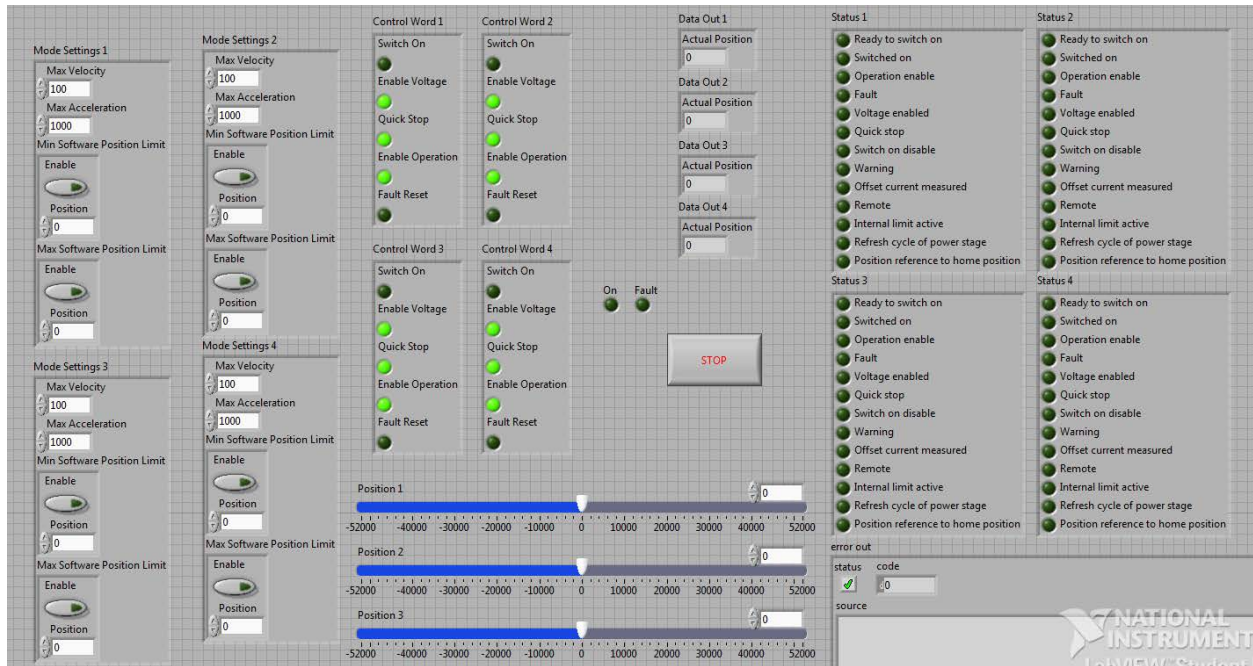 Mode Settings 1
Max Velocity
100
Max Acceleration
1000
Min Software Position Limit
Enable
Position
0
Max Software Position Limit
Enable
Position
0
Mode Settings 2
Max Velocity
100
Max Acceleration
1000
Min Software Position Limit
Enable
Position
0
Max Software Position Limit
Enable
Position
0
Mode Settings 3
Max Velocity
100
Max Acceleration
1000
Min Software Position Limit
Enable
Position
0
Max Software Position Limit
Enable
Position
0
Mode Settings 4
Max Velocity
100
Max Acceleration
1000
Min Software Position Limit
Enable
Position
0
Max Software Position Limit
Enable
Position
0
Control Word 1
Switch On
Enable Voltage
Quick Stop
Enable Operation
Fault Reset
Control Word 2
Switch On
Enable Voltage
Quick Stop
Enable Operation
Fault Reset
Control Word 3
Switch On
Enable Voltage
Quick Stop
Enable Operation
Fault Reset
Control Word 4
Switch On
Enable Voltage
Quick Stop
Enable Operation
Fault Reset
Data Out 1
Actual Position
0
Data Out 2
Actual Position
0
Data Out 3
Actual Position
0
Data Out 4
Actual Position
0
On Fault
STOP
Position 1
0
-52000 -40000 -30000 -20000 -10000 0 10000 20000 30000 40000 52000
Position 2
0
-52000 -40000 -30000 -20000 -10000 0 10000 20000 30000 40000 52000
Position 3
0
-52000 -40000 -30000 -20000 -10000 0 10000 20000 30000 40000 52000
Status 1
Ready to switch on
Switched on
Operation enable
Fault
Voltage enabled
Quick stop
Switch on disable
Warning
Offset current measured
Remote
Internal limit active
Refresh cycle of power stage
Position reference to home position
Status 2
Ready to switch on
Switched on
Operation enable
Fault
Voltage enabled
Quick stop
Switch on disable
Warning
Offset current measured
Remote
Internal limit active
Refresh cycle of power stage
Position reference to home position
Status 3
Ready to switch on
Switched on
Operation enable
Fault
Voltage enabled
Quick stop
Switch on disable
Warning
Offset current measured
Remote
Internal limit active
Refresh cycle of power stage
Position reference to home position
Status 4
Ready to switch on
Switched on
Operation enable
Fault
Voltage enabled
Quick stop
Switch on disable
Warning
Offset current measured
Remote
Internal limit active
Refresh cycle of power stage
Position reference to home position
error out
status code
0
source
NATIONAL
INSTRUMENT
LabVIEW Student